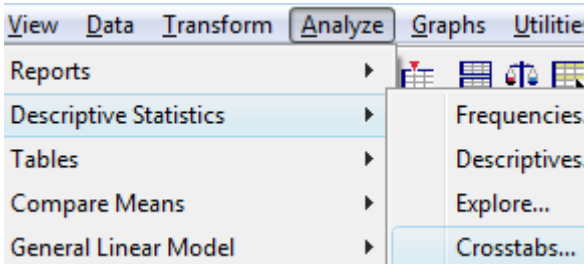 View Data Transform Analyze Graphs Utilitie
Reports
Descriptive Statistics
Tables
Compare Means
General Linear Model
Frequencies.
Descriptives.
Explore...
Crosstabs...